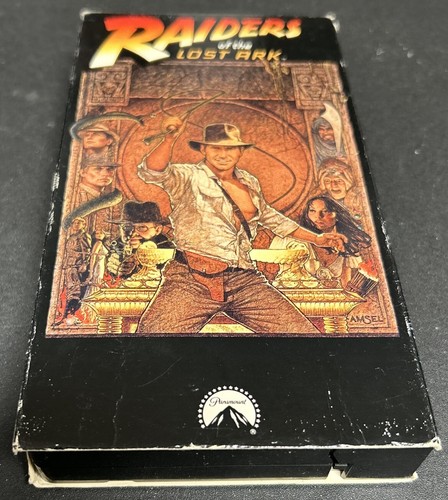 RAIDERS
of the
LOST ARK
AMSEL
Paramount